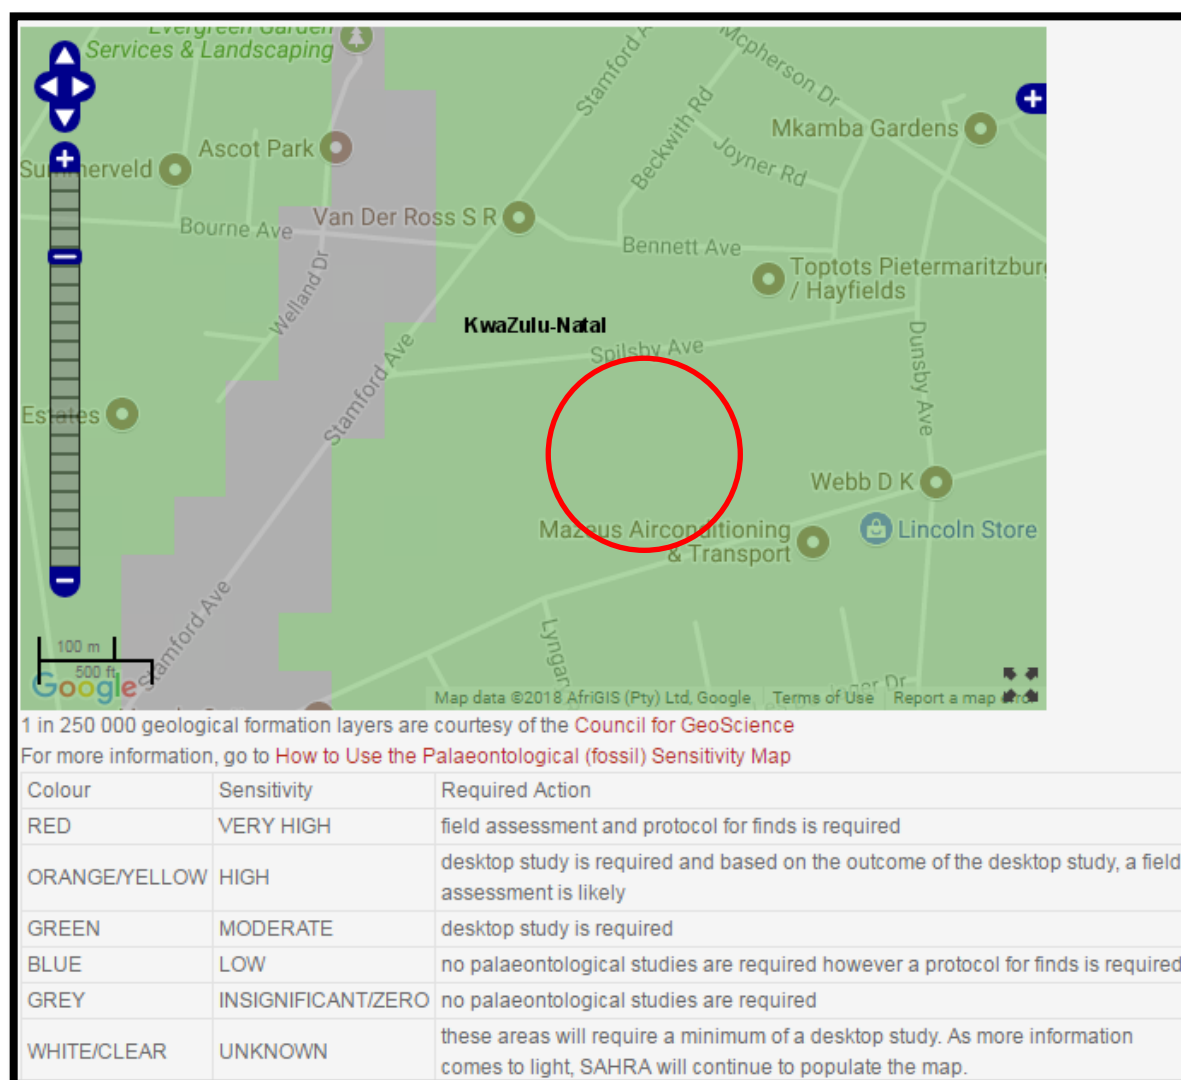 Evergreen Garden
Services & Landscaping
Stamford A
Mcpherson Dr
Beckwith Rd
Mkamba Gardens
Ascot Park
Joyner Rd
Van Der Ross S R
Bourne Ave
Bennett Ave
Welland Dr
Toptots Pietermaritzbur
/ Hayfields
KwaZulu-Natal
Spilsby Ave
Dunsby Ave
Stamford Ave
Estates
Webb D K
Mazeus Airconditioning
& Transport
Lincoln Store
Stamford Ave
100 m
500 ft
Google
Map data ©2018 AfriGIS (Pty) Ltd, Google
Terms of Use
Report a map error
1 in 250 000 geological formation layers are courtesy of the Council for GeoScience
For more information, go to How to Use the Palaeontological (fossil) Sensitivity Map
Colour Sensitivity Required Action
RED VERY HIGH field assessment and protocol for finds is required
ORANGE/YELLOW HIGH desktop study is required and based on the outcome of the desktop study, a field
assessment is likely
GREEN MODERATE desktop study is required
BLUE LOW no palaeontological studies are required however a protocol for finds is required
GREY INSIGNIFICANT/ZERO no palaeontological studies are required
WHITE/CLEAR UNKNOWN these areas will require a minimum of a desktop study. As more information
comes to light, SAHRA will continue to populate the map.